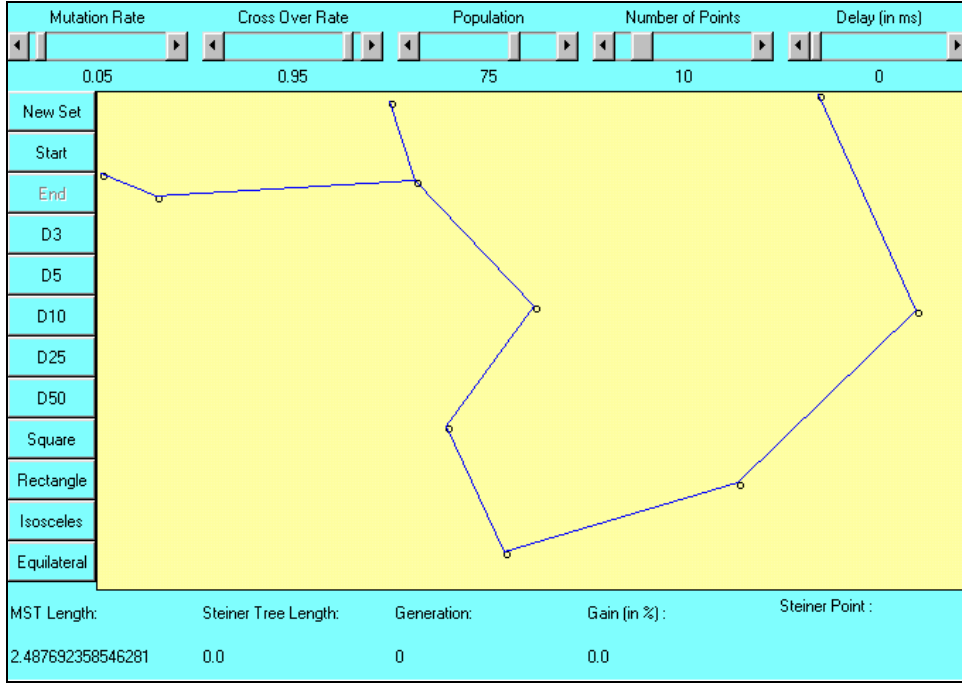 Mutation Rate Cross Over Rate Population Number of Points Delay (in ms)
0.05 0.95 75 10 0
New Set
Start
End
D3
D5
D10
D25
D50
Square
Rectangle
Isosceles
Equilateral
MST Length: Steiner Tree Length: Generation: Gain (in %) : Steiner Point :
2.487692358546281 0.0 0 0.0